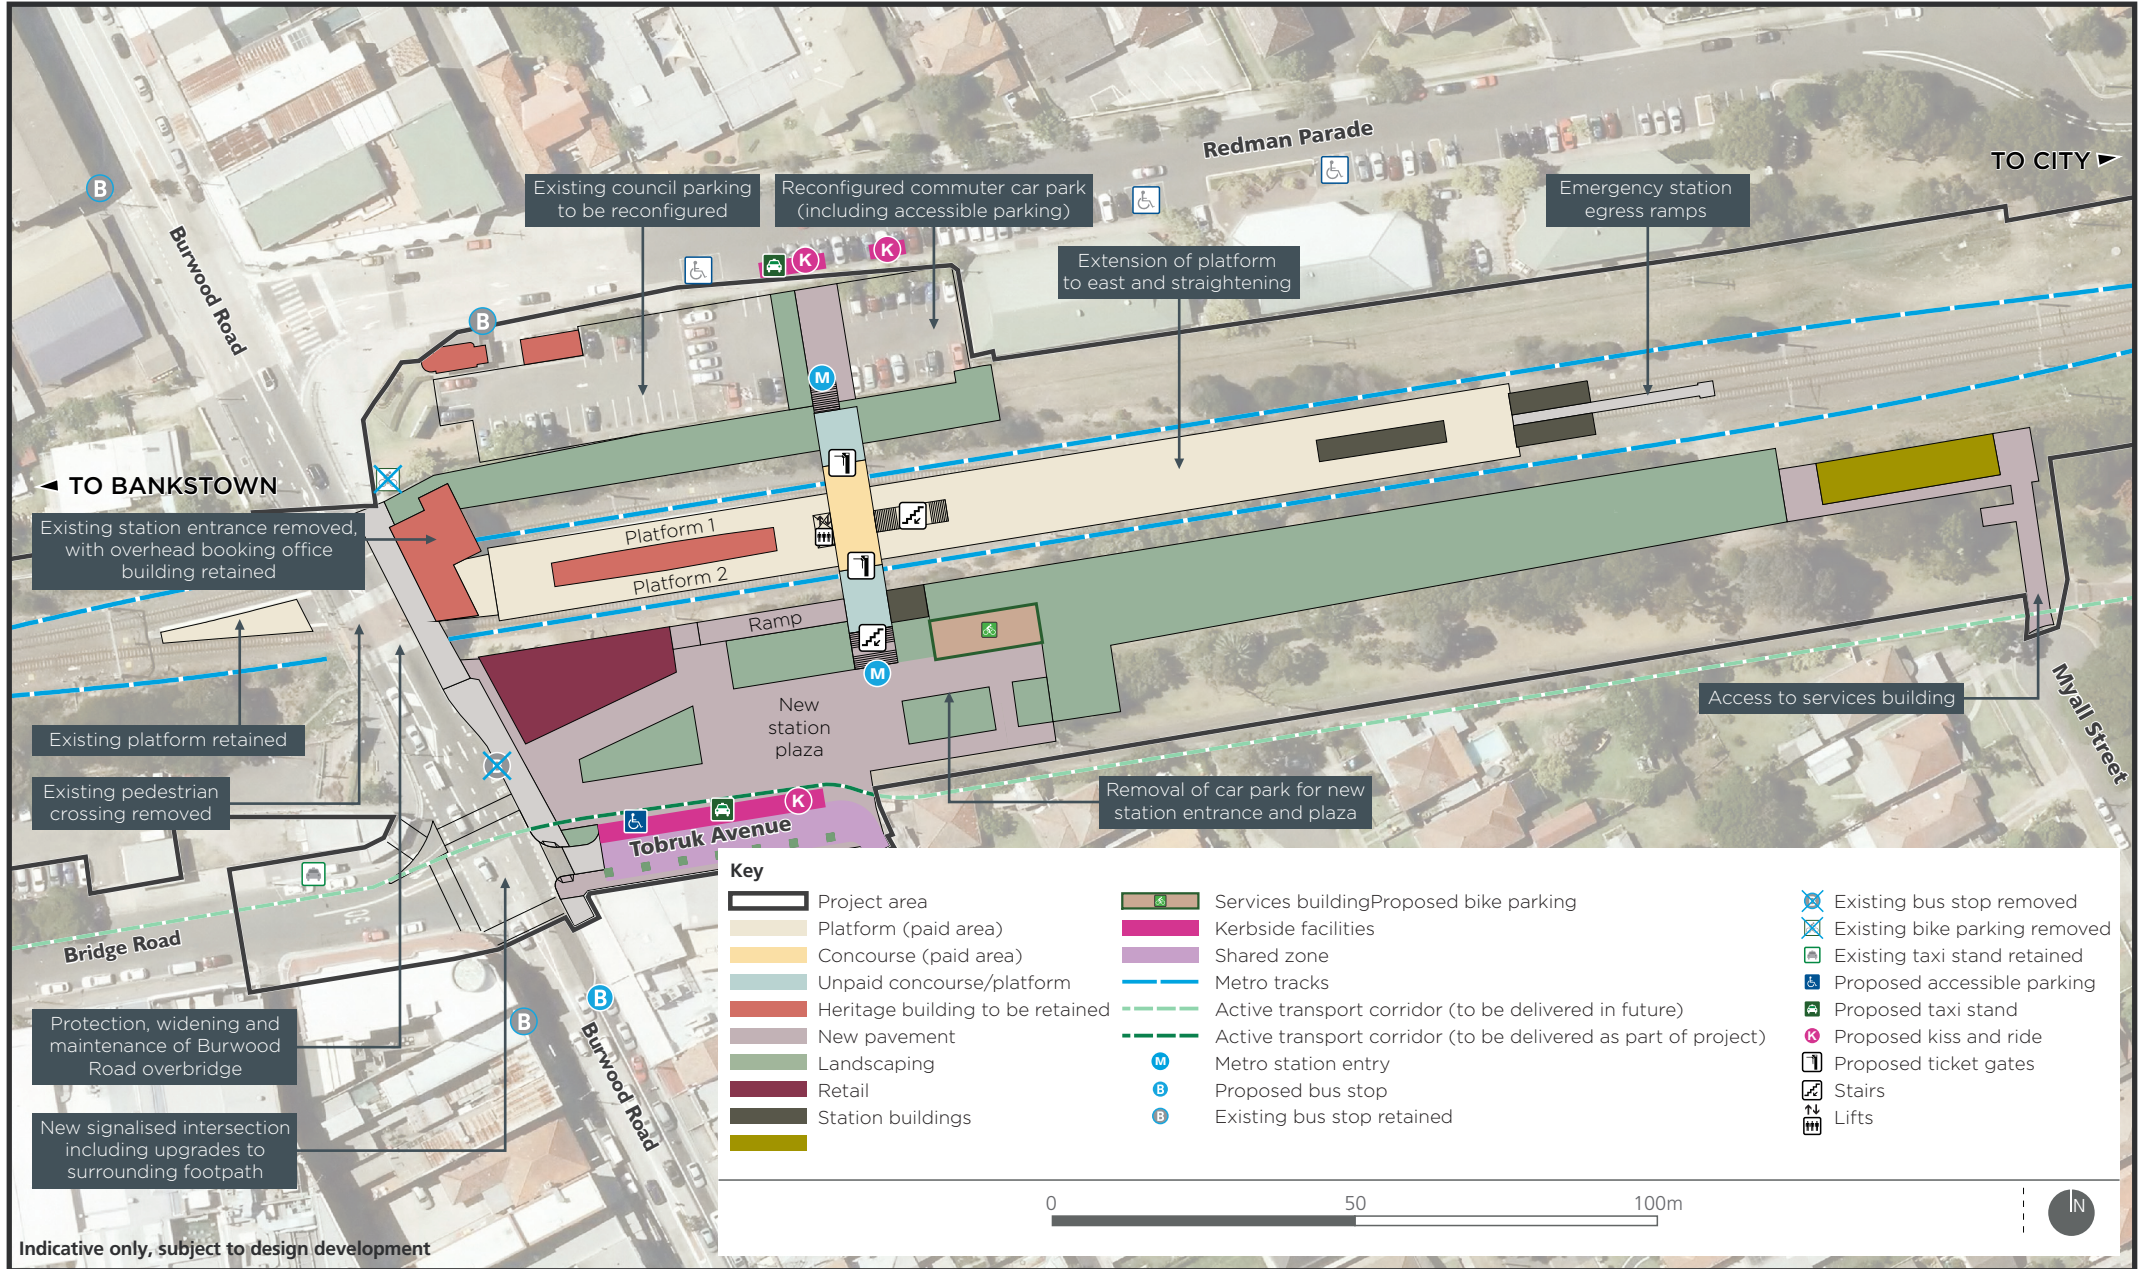 Redman Parade
TO CITY
B
Existing council parking
to be reconfigured
Reconfigured commuter car park
(including accessible parking)
Emergency station
egress ramps
Burwood Road
K
K
Extension of platform
to east and straightening
B
M
TO BANKSTOWN
Existing station entrance removed,
with overhead booking office
building retained
Platform 1
Platform 2
Ramp
M
New
station
plaza
Existing platform retained
Existing pedestrian
crossing removed
Access to services building
Myall Street
Removal of car park for new
station entrance and plaza
K
Tobruk Avenue
Bridge Road
50
B
B
Burwood Road
Protection, widening and
maintenance of Burwood
Road overbridge
New signalised intersection
including upgrades to
surrounding footpath
Indicative only, subject to design development
Key
Project area
Platform (paid area)
Concourse (paid area)
Unpaid concourse/platform
Heritage building to be retained
New pavement
Landscaping
Retail
Station buildings
Services buildingProposed bike parking
Kerbside facilities
Shared zone
Metro tracks
Active transport corridor (to be delivered in future)
Active transport corridor (to be delivered as part of project)
M Metro station entry
B Proposed bus stop
B Existing bus stop retained
Existing bus stop removed
Existing bike parking removed
Existing taxi stand retained
Proposed accessible parking
Proposed taxi stand
K Proposed kiss and ride
Proposed ticket gates
Stairs
Lifts
0 50 100m
N